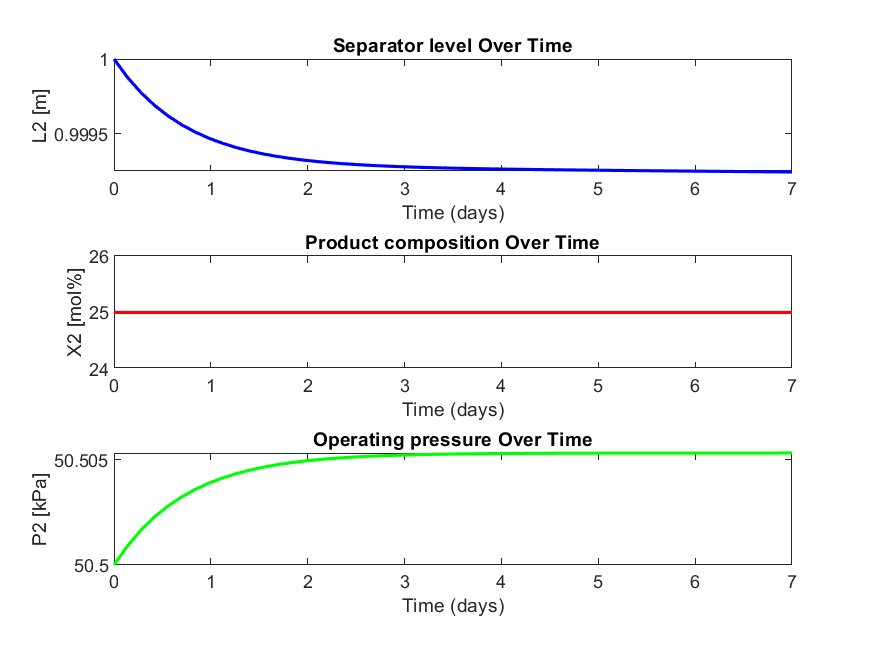 Separator level Over Time
1
0.9995
L2 [m]
0 1 2 3 4 5 6 7
Time (days)
Product composition Over Time
26
25
24
X2 [mol%]
0 1 2 3 4 5 6 7
Time (days)
Operating pressure Over Time
50.505
50.5
P2 [kPa]
0 1 2 3 4 5 6 7
Time (days)